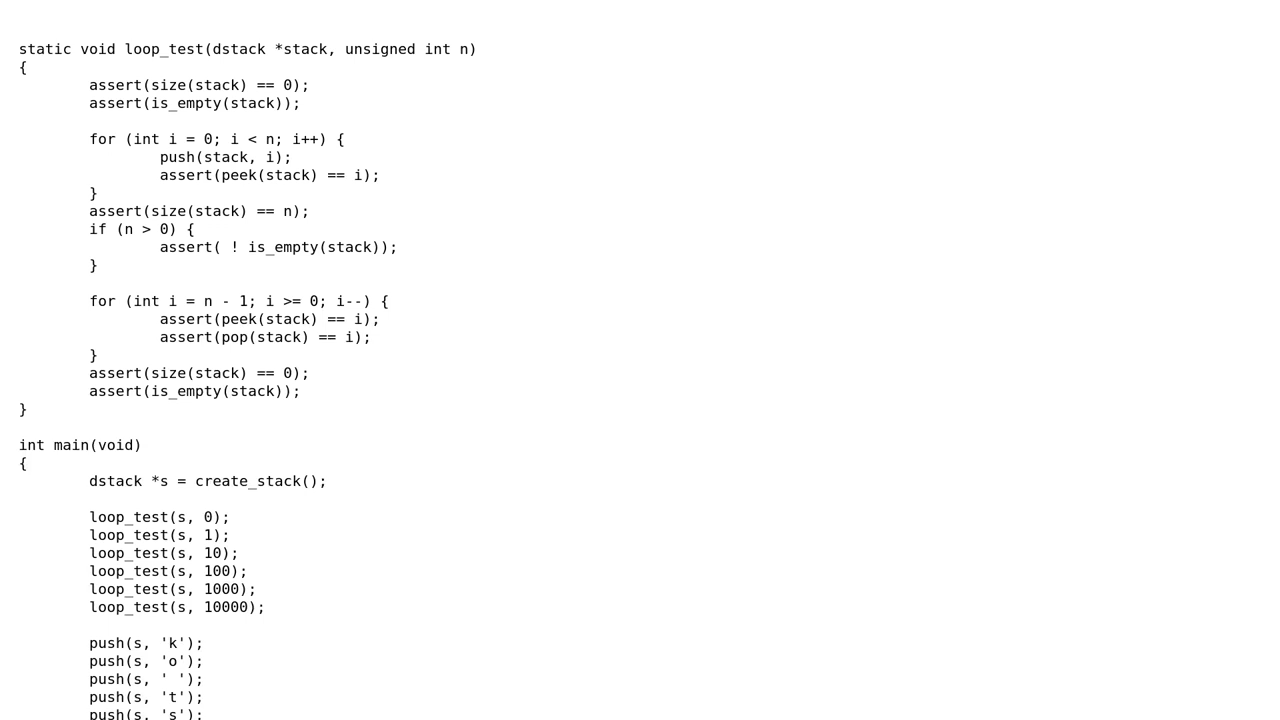 static void loop_test(dstack *stack, unsigned int n)
{
        assert(size(stack) == 0);
        assert(is_empty(stack));

        for (int i = 0; i < n; i++) {
                push(stack, i);
                assert(peek(stack) == i);
        }
        assert(size(stack) == n);
        if (n > 0) {
                assert( ! is_empty(stack));
        }

        for (int i = n - 1; i >= 0; i--) {
                assert(peek(stack) == i);
                assert(pop(stack) == i);
        }
        assert(size(stack) == 0);
        assert(is_empty(stack));
}

int main(void)
{
        dstack *s = create_stack();

        loop_test(s, 0);
        loop_test(s, 1);
        loop_test(s, 10);
        loop_test(s, 100);
        loop_test(s, 1000);
        loop_test(s, 10000);

        push(s, 'k');
        push(s, 'o');
        push(s, ' ');
        push(s, 't');
        push(s, 's');